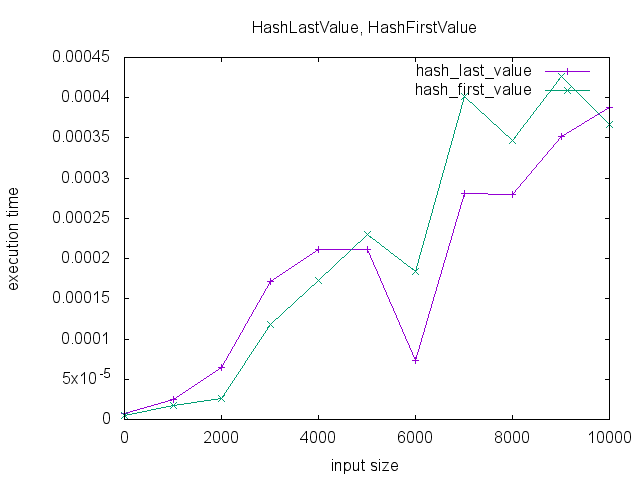 HashLastValue, HashFirstValue
hash_last_value
hash_first_value
0.00045
0.0004
0.00035
0.0003
0.00025
0.0002
0.00015
0.0001
5x10^-5
0
execution time
0 2000 4000 6000 8000 10000
input size